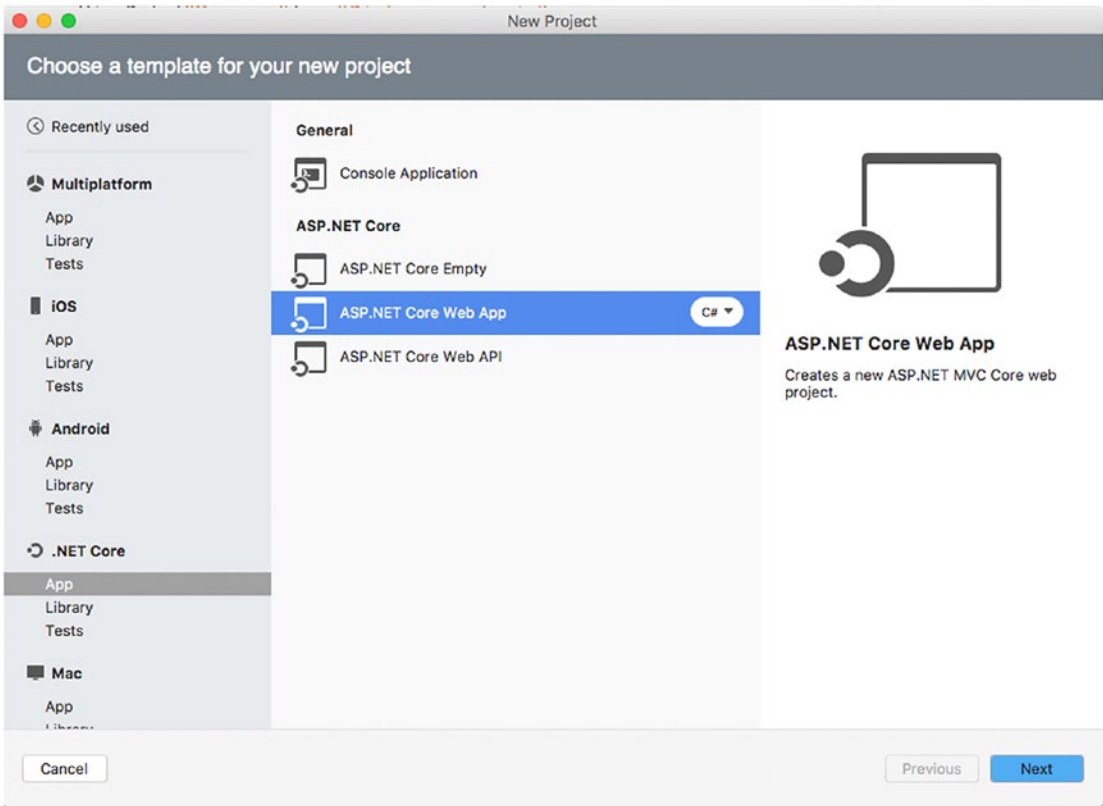 New Project
Choose a template for your new project
Recently used
Multiplatform
App
Library
Tests
iOS
App
Library
Tests
Android
App
Library
Tests
.NET Core
App
Library
Tests
Mac
App
Library
General
Console Application
ASP.NET Core
ASP.NET Core Empty
ASP.NET Core Web App C#
ASP.NET Core Web API
ASP.NET Core Web App
Creates a new ASP.NET MVC Core web
project.
Cancel
Previous
Next